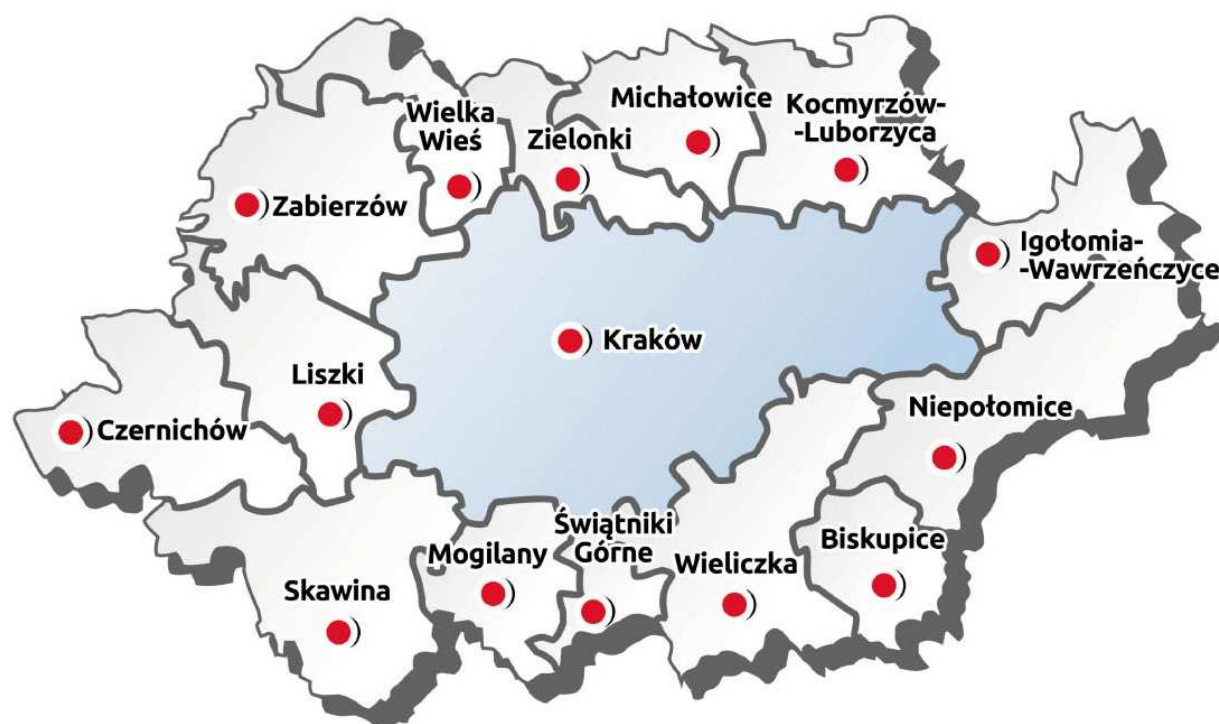 Michałowice
Kocmyrzów-
-Luborzyca
Wielka
Wieś
Zielonki
Zabierzów
Igołomia-
-Wawrzeńczyce
Kraków
Liszki
Niepołomice
Czernichów
Świątniki
Górne
Mogilany
Wieliczka
Biskupice
Skawina